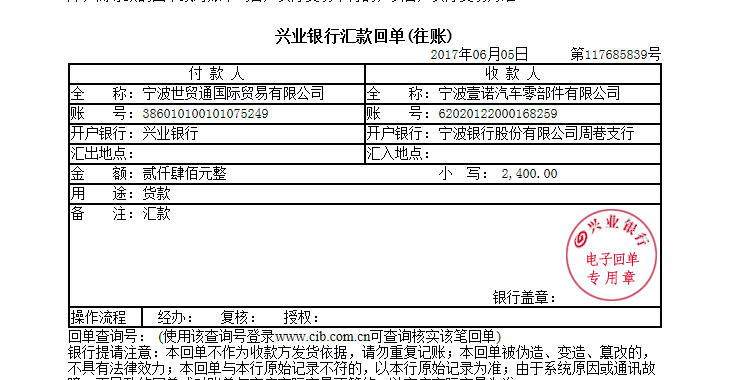 兴业银行汇款回单(往账)
2017年06月05日 第117685839号
付 款 人 收 款 人
全 称：宁波世贸通国际贸易有限公司 全 称：宁波壹诺汽车零部件有限公司
账 号：386010100101075249 账 号：62020122000168259
开户银行：兴业银行 开户银行：宁波银行股份有限公司周巷支行
汇出地点： 汇入地点：
金 额：贰仟肆佰元整 小 写： 2,400.00
用 途：货款
备 注：汇款
兴业银行
电子回单
专用章
银行盖章：
操作流程 经办： 复核： 授权：
回单查询号： (使用该查询号登录www.cib.com.cn可查询核实该笔回单)
银行提请注意：本回单不作为收款方发货依据，请勿重复记账；本回单被伪造、变造、篡改的，
不具有法律效力；本回单与本行原始记录不符的，以本行原始记录为准；由于系统原因或通讯故